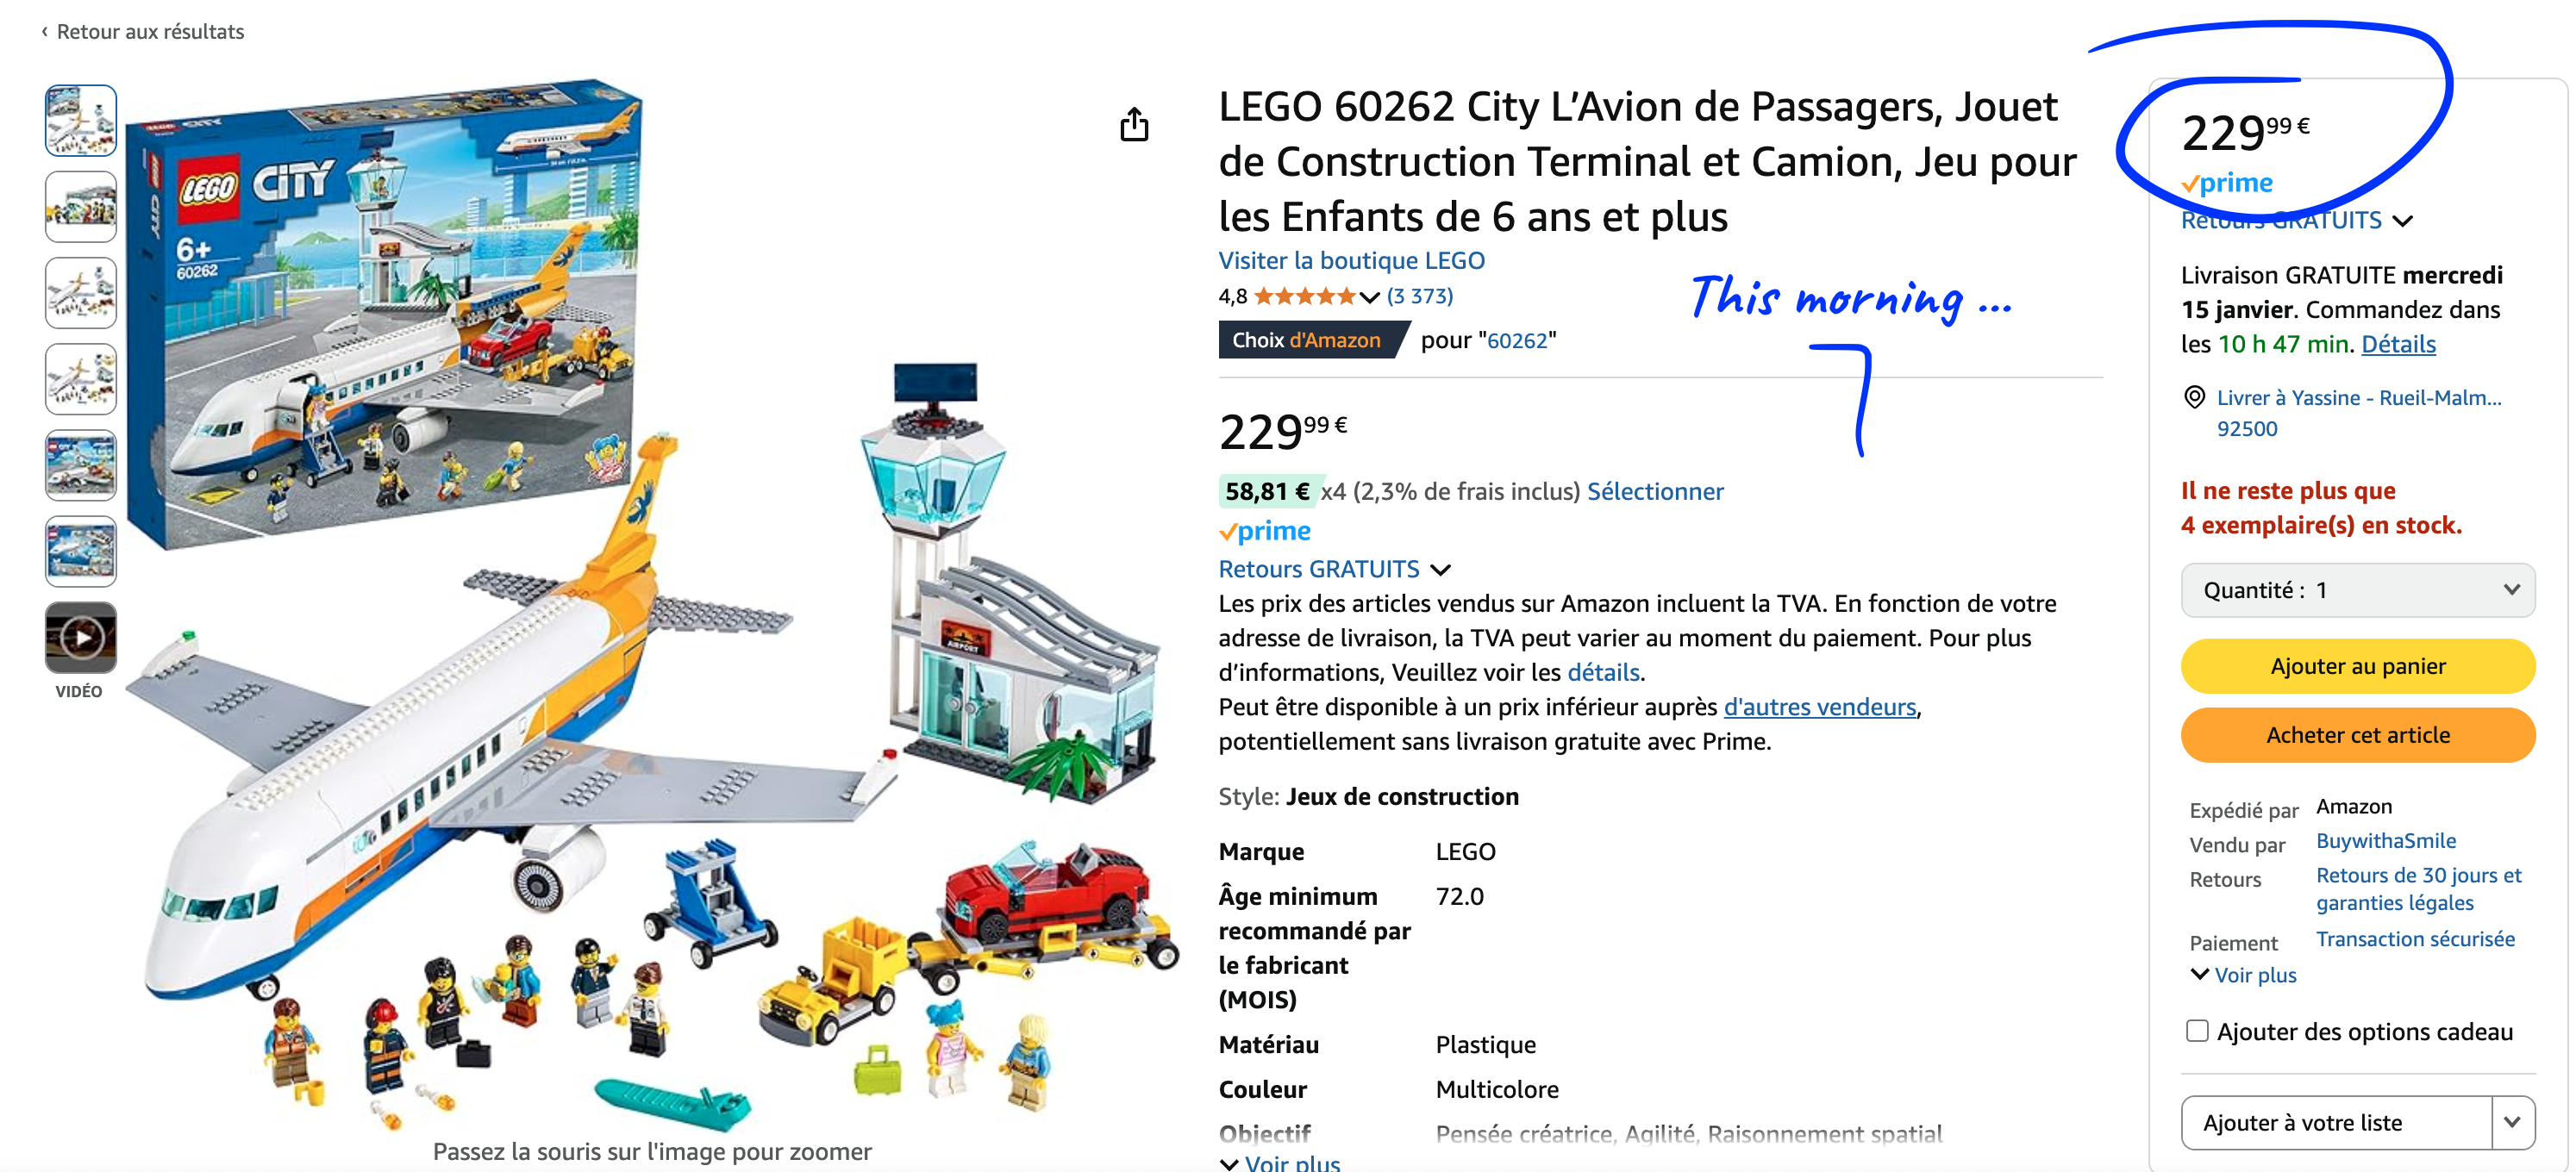 ‹ Retour aux résultats
LEGO CITY
LEGO CITY
LEGO
CITY
6+
60262
AIRPORT
VIDÉO
Passez la souris sur l'image pour zoomer
LEGO 60262 City L’Avion de Passagers, Jouet
de Construction Terminal et Camion, Jeu pour
les Enfants de 6 ans et plus
Visiter la boutique LEGO
4,8 (3 373)
Choix d'Amazon pour "60262"
This morning ...
22999 €
58,81 € x4 (2,3% de frais inclus) Sélectionner
prime
Retours GRATUITS
Les prix des articles vendus sur Amazon incluent la TVA. En fonction de votre
adresse de livraison, la TVA peut varier au moment du paiement. Pour plus
d’informations, Veuillez voir les détails.
Peut être disponible à un prix inférieur auprès d'autres vendeurs,
potentiellement sans livraison gratuite avec Prime.
Style: Jeux de construction
Marque LEGO
Âge minimum 72.0
recommandé par
le fabricant
(MOIS)
Matériau Plastique
Couleur Multicolore
Objectif Pensée créatrice, Agilité, Raisonnement spatial
Voir plus
22999 €
prime
Retours GRATUITS
Livraison GRATUITE mercredi
15 janvier. Commandez dans
les 10 h 47 min. Détails
Livrer à Yassine - Rueil-Malm...
92500
Il ne reste plus que
4 exemplaire(s) en stock.
Quantité : 1
Ajouter au panier
Acheter cet article
Expédié par Amazon
Vendu par BuywithaSmile
Retours Retours de 30 jours et
garanties légales
Paiement Transaction sécurisée
Voir plus
Ajouter des options cadeau
Ajouter à votre liste